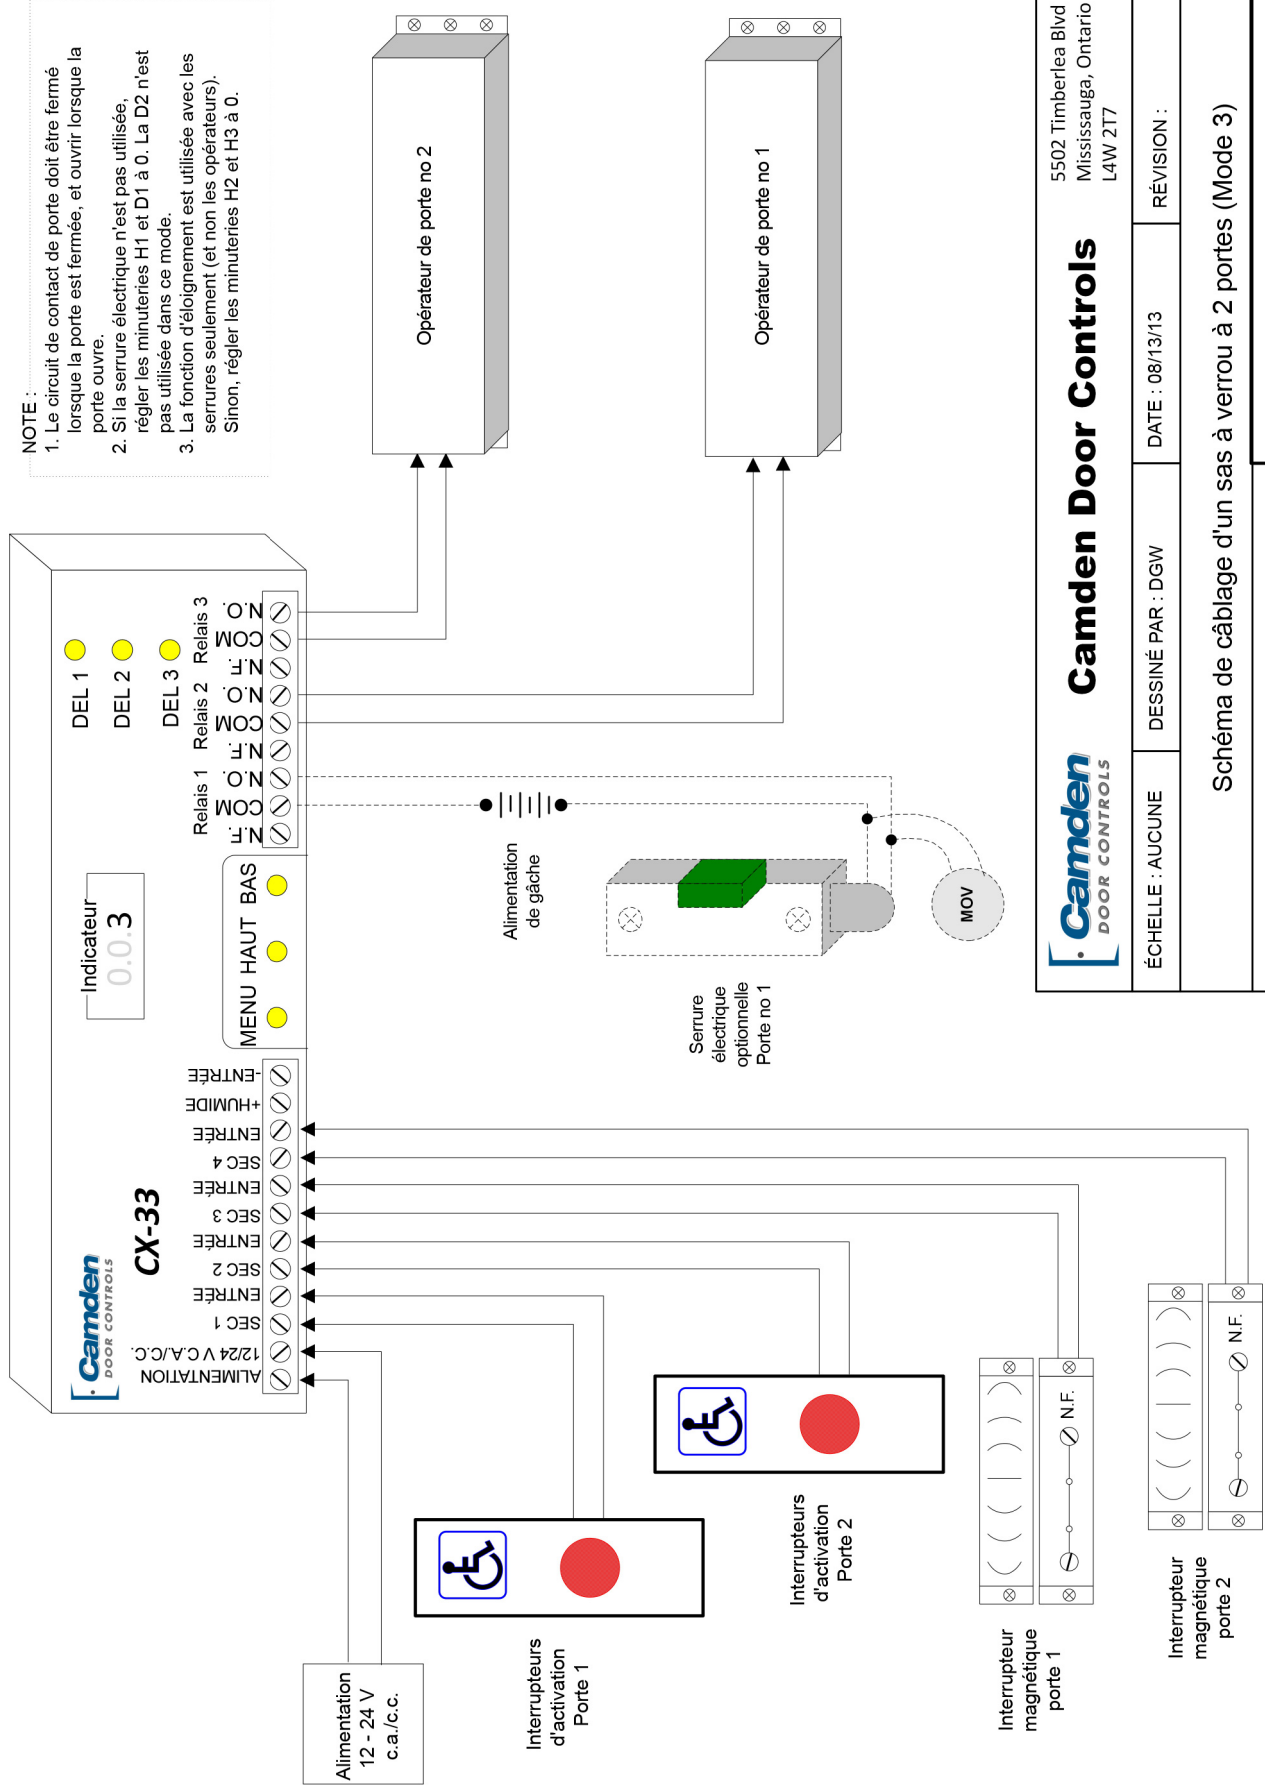 Camden
DOOR CONTROLS
CX-33
Indicateur
0.0.3
DEL 1
DEL 2
DEL 3
MENU HAUT BAS
ALIMENTATION
12/24 V C.A/C.C.
SEC 1
ENTRÉE
SEC 2
ENTRÉE
SEC 3
ENTRÉE
SEC 4
ENTRÉE
+HUMIDE
-ENTRÉE
Relais 1
N.F.
COM
N.O.
Relais 2
N.F.
COM
N.O.
Relais 3
N.F.
COM
N.O.
NOTE :
1. Le circuit de contact de porte doit être fermé
lorsque la porte est fermée, et ouvrir lorsque la
porte ouvre.
2. Si la serrure électrique n'est pas utilisée,
régler les minuteries H1 et D1 à 0. La D2 n'est
pas utilisée dans ce mode.
3. La fonction d'éloignement est utilisée avec les
serrures seulement (et non les opérateurs).
Sinon, régler les minuteries H2 et H3 à 0.
Alimentation
12 - 24 V
c.a./c.c.
Interrupteurs
d'activation
Porte 1
Interrupteurs
d'activation
Porte 2
Interrupteur
magnétique
porte 1
N.F.
Interrupteur
magnétique
porte 2
N.F.
Alimentation
de gâche
Serrure
électrique
optionnelle
Porte no 1
MOV
Opérateur de porte no 2
Opérateur de porte no 1
Camden
DOOR CONTROLS
Camden Door Controls
5502 Timberlea Blvd
Mississauga, Ontario
L4W 2T7
ÉCHELLE : AUCUNE
DESSINÉ PAR : DGW
DATE : 08/13/13
RÉVISION :
Schéma de câblage d'un sas à verrou à 2 portes (Mode 3)